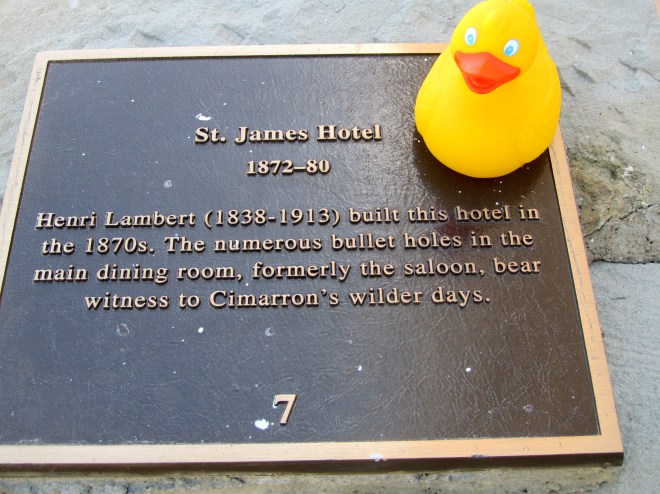 St. James Hotel
1872–80
Henri Lambert (1838-1913) built this hotel in
the 1870s. The numerous bullet holes in the
main dining room, formerly the saloon, bear
witness to Cimarron's wilder days.
7